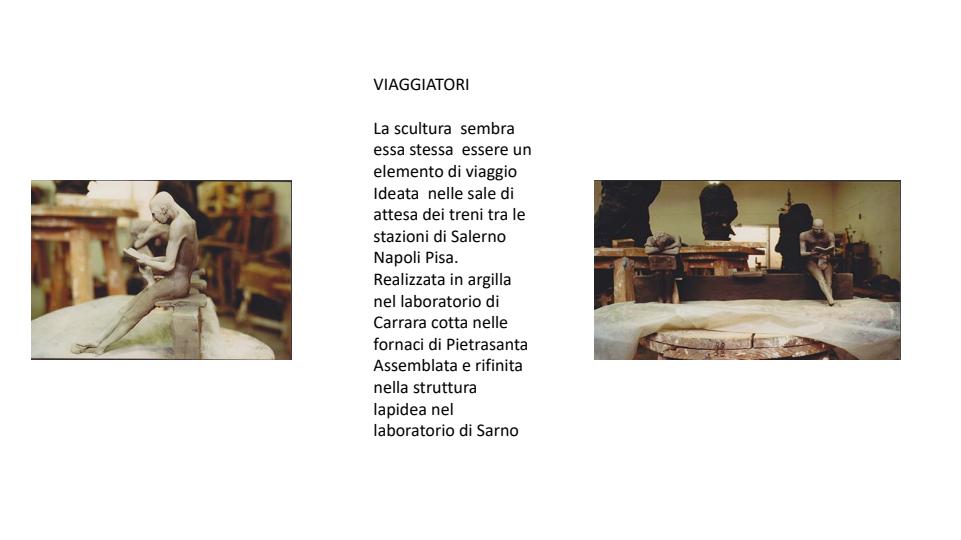 VIAGGIATORI
La scultura  sembra
essa stessa  essere un
elemento di viaggio
Ideata  nelle sale di
attesa dei treni tra le
stazioni di Salerno
Napoli Pisa.
Realizzata in argilla
nel laboratorio di
Carrara cotta nelle
fornaci di Pietrasanta
Assemblata e rifinita
nella struttura
lapidea nel
laboratorio di Sarno